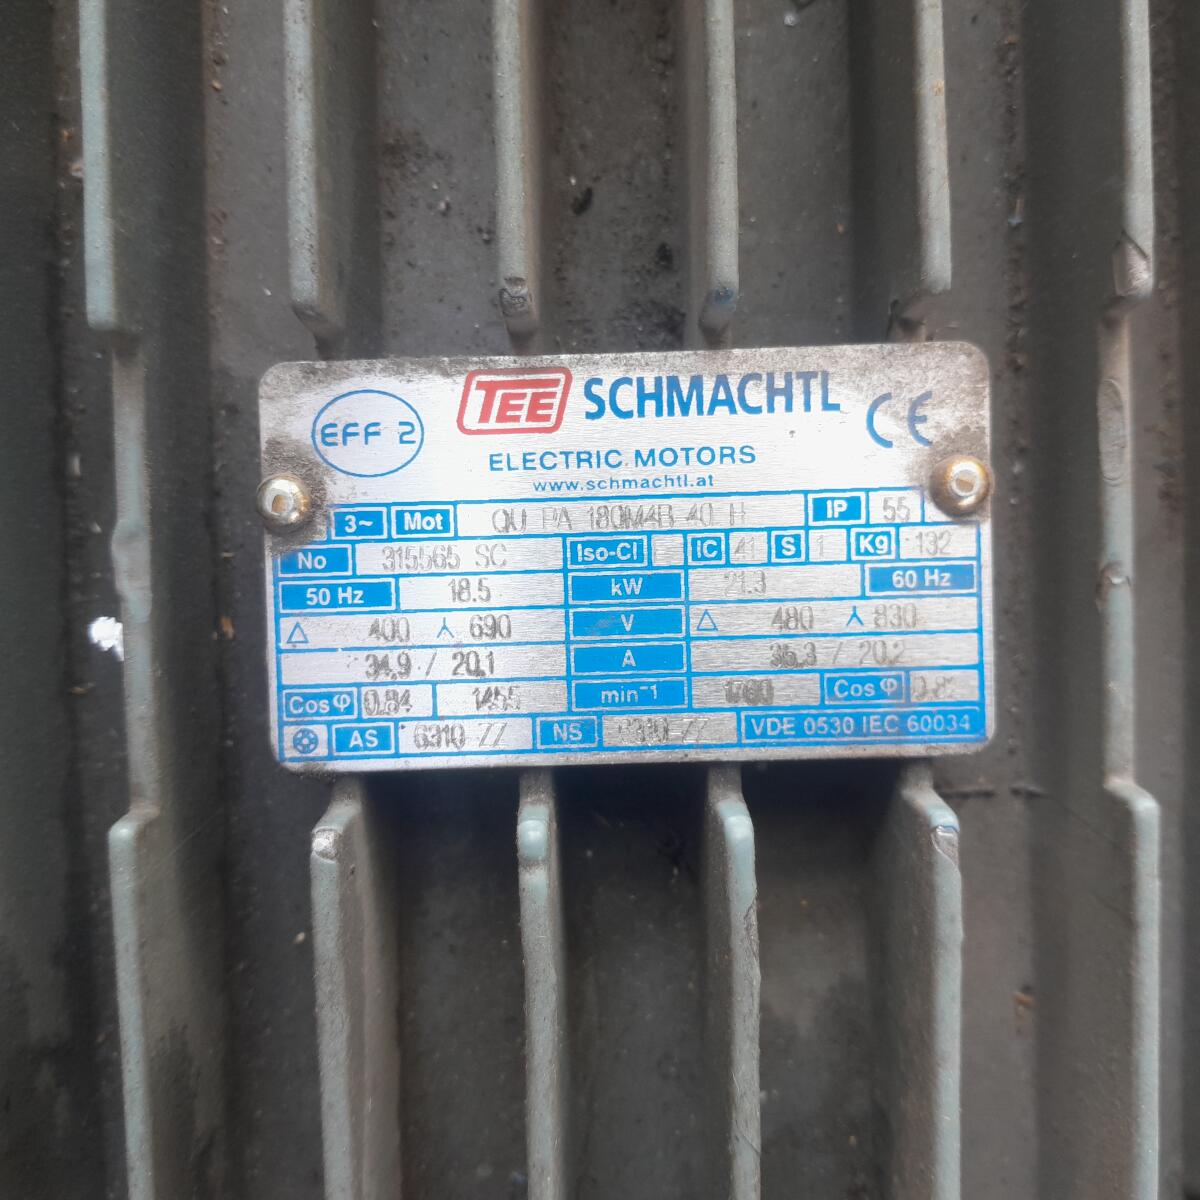 EFF 2 TEE SCHMACHTL CE
ELECTRIC MOTORS
www.schmachtl.at
3~ Mot QU PA 180M4B 40 H IP 55
No 315565 SC Iso-Cl IC 41 S 1 Kg 132
50 Hz 18.5 kW 21.3 60 Hz
△ 400 ⅄ 690 V △ 480 ⅄ 830
34.9 / 20.1 A 35.3 / 20.2
Cos φ 0.84 1455 min⁻¹ 1760 Cos φ
AS 6310 ZZ NS 6310 ZZ VDE 0530 IEC 60034